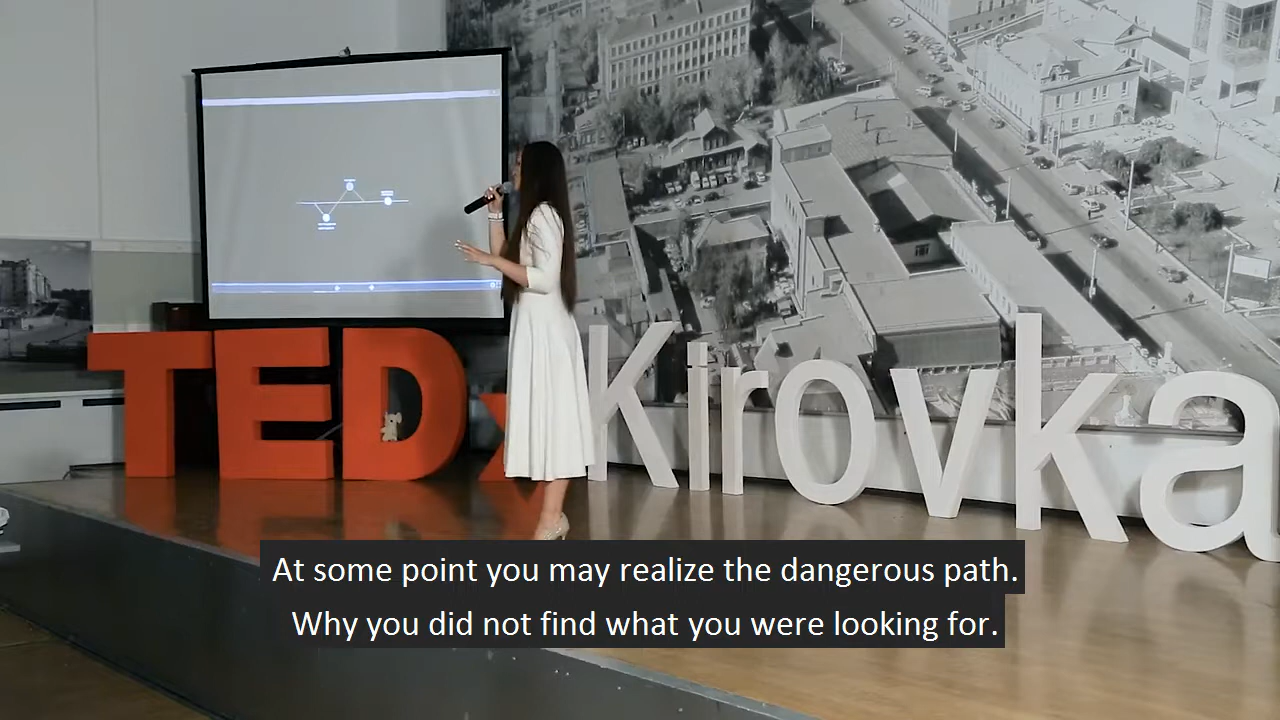 TEDxKirovka
At some point you may realize the dangerous path.
Why you did not find what you were looking for.